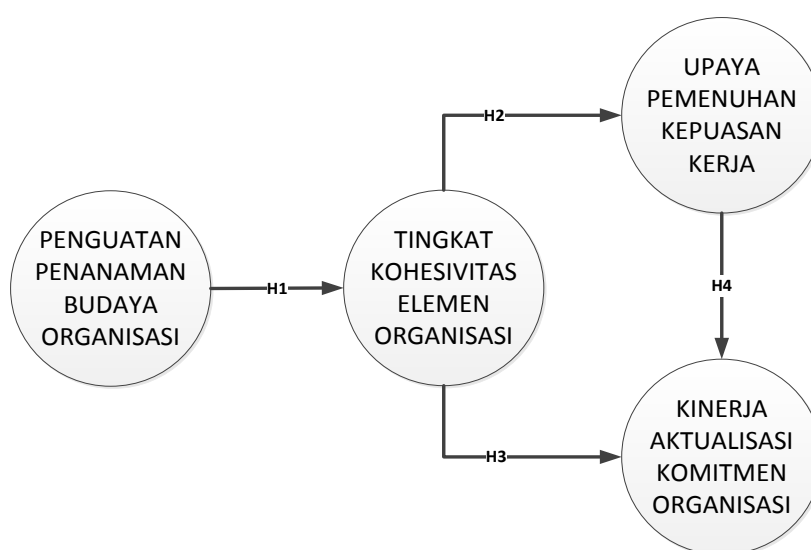 PENGUATAN
PENANAMAN
BUDAYA
ORGANISASI
H1
TINGKAT
KOHESIVITAS
ELEMEN
ORGANISASI
H2
UPAYA
PEMENUHAN
KEPUASAN
KERJA
H4
H3
KINERJA
AKTUALISASI
KOMITMEN
ORGANISASI